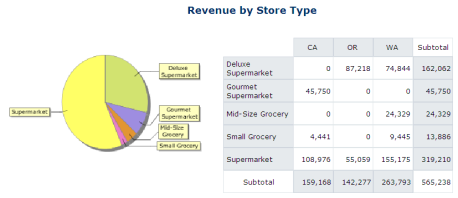 Revenue by Store Type
Deluxe
Supermarket
Gourmet
Supermarket
Mid-Size
Grocery
Small Grocery
Supermarket
CA OR WA Subtotal
Deluxe
Supermarket 0 87,218 74,844 162,062
Gourmet
Supermarket 45,750 0 0 45,750
Mid-Size Grocery 0 0 24,329 24,329
Small Grocery 4,441 0 9,445 13,886
Supermarket 108,976 55,059 155,175 319,210
Subtotal 159,168 142,277 263,793 565,238